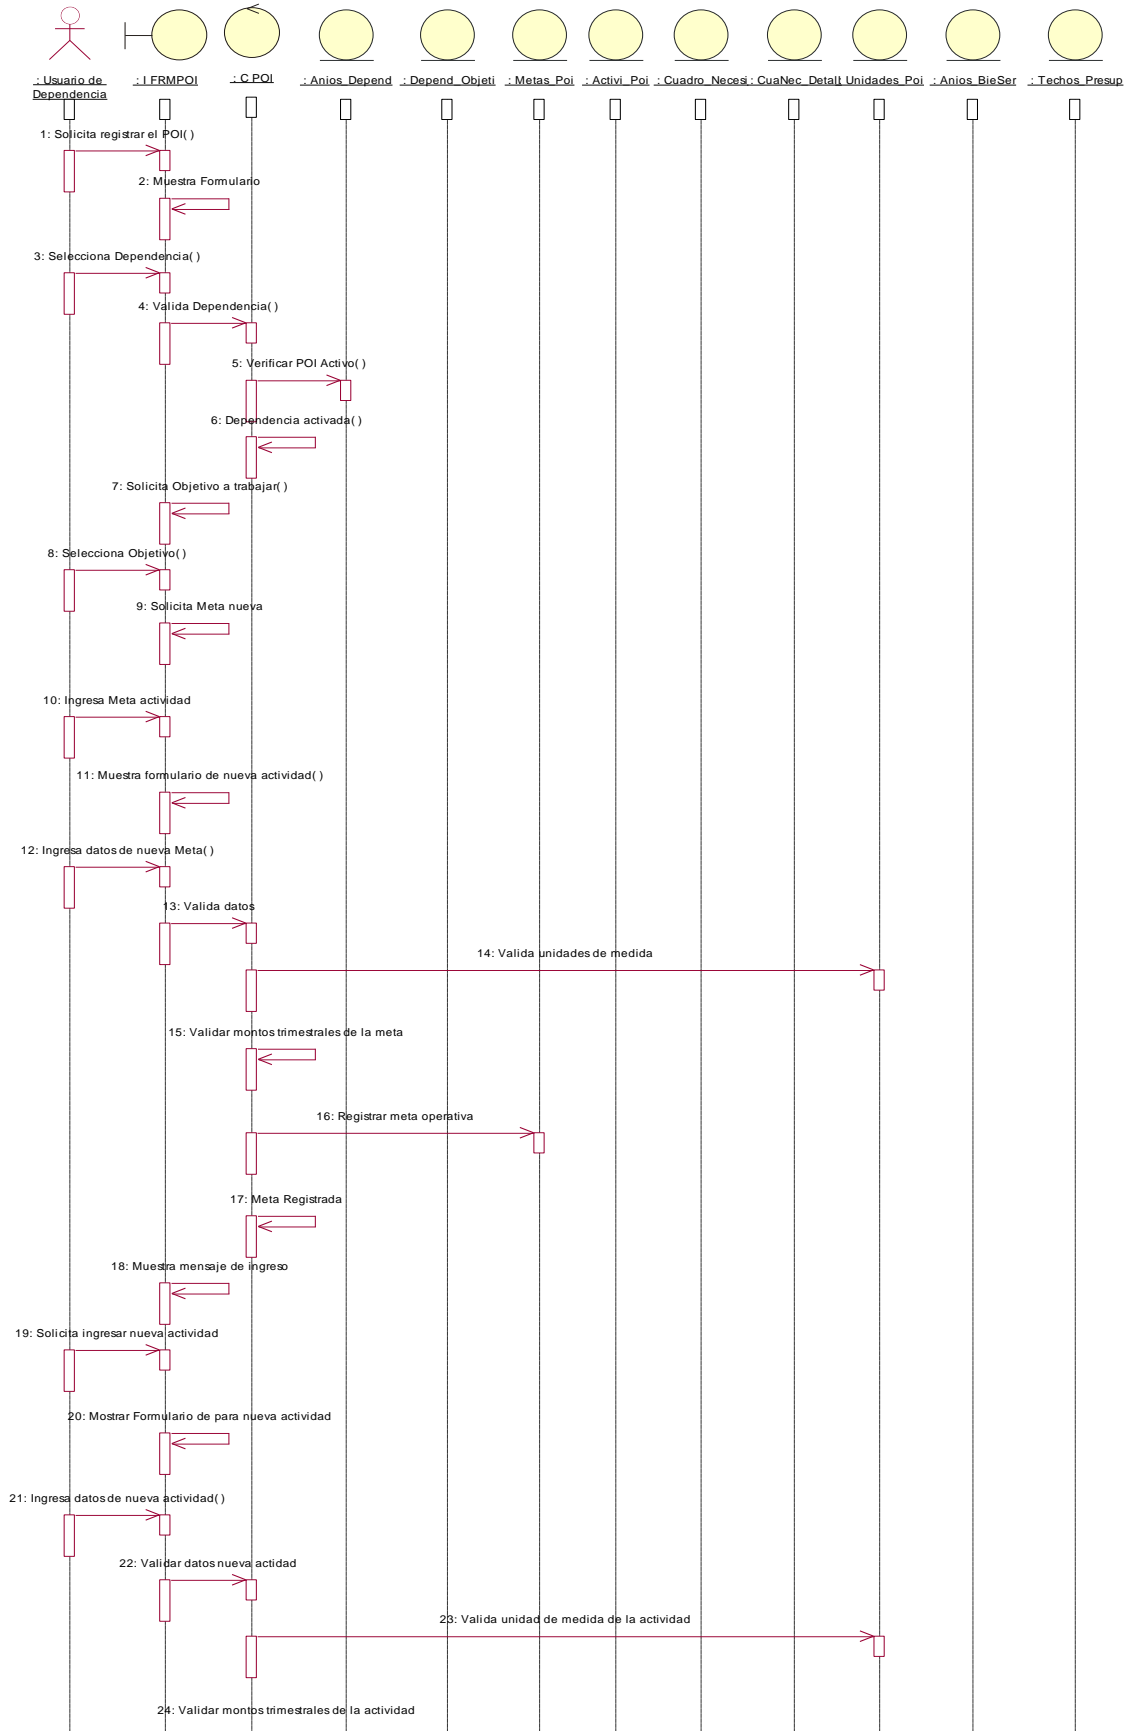 : Usuario de
Dependencia
: I FRMPOI
: C POI
: Anios_Depend
: Depend_Objeti
: Metas_Poi
: Activi_Poi
: Cuadro_Necesi
: CuaNec_Detall
: Unidades_Poi
: Anios_BieSer
: Techos_Presup
1: Solicita registrar el POI( )
2: Muestra Formulario
3: Selecciona Dependencia( )
4: Valida Dependencia( )
5: Verificar POI Activo( )
6: Dependencia activada( )
7: Solicita Objetivo a trabajar( )
8: Selecciona Objetivo( )
9: Solicita Meta nueva
10: Ingresa Meta actividad
11: Muestra formulario de nueva actividad( )
12: Ingresa datos de nueva Meta( )
13: Valida datos
14: Valida unidades de medida
15: Validar montos trimestrales de la meta
16: Registrar meta operativa
17: Meta Registrada
18: Muestra mensaje de ingreso
19: Solicita ingresar nueva actividad
20: Mostrar Formulario de para nueva actividad
21: Ingresa datos de nueva actividad( )
22: Validar datos nueva actidad
23: Valida unidad de medida de la actividad
24: Validar montos trimestrales de la actividad